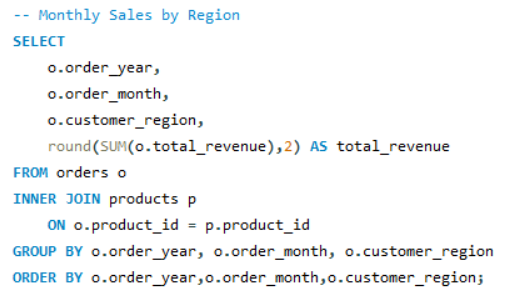 -- Monthly Sales by Region
SELECT
    o.order_year,
    o.order_month,
    o.customer_region,
    round(SUM(o.total_revenue),2) AS total_revenue
FROM orders o
INNER JOIN products p
    ON o.product_id = p.product_id
GROUP BY o.order_year, o.order_month, o.customer_region
ORDER BY o.order_year,o.order_month,o.customer_region;